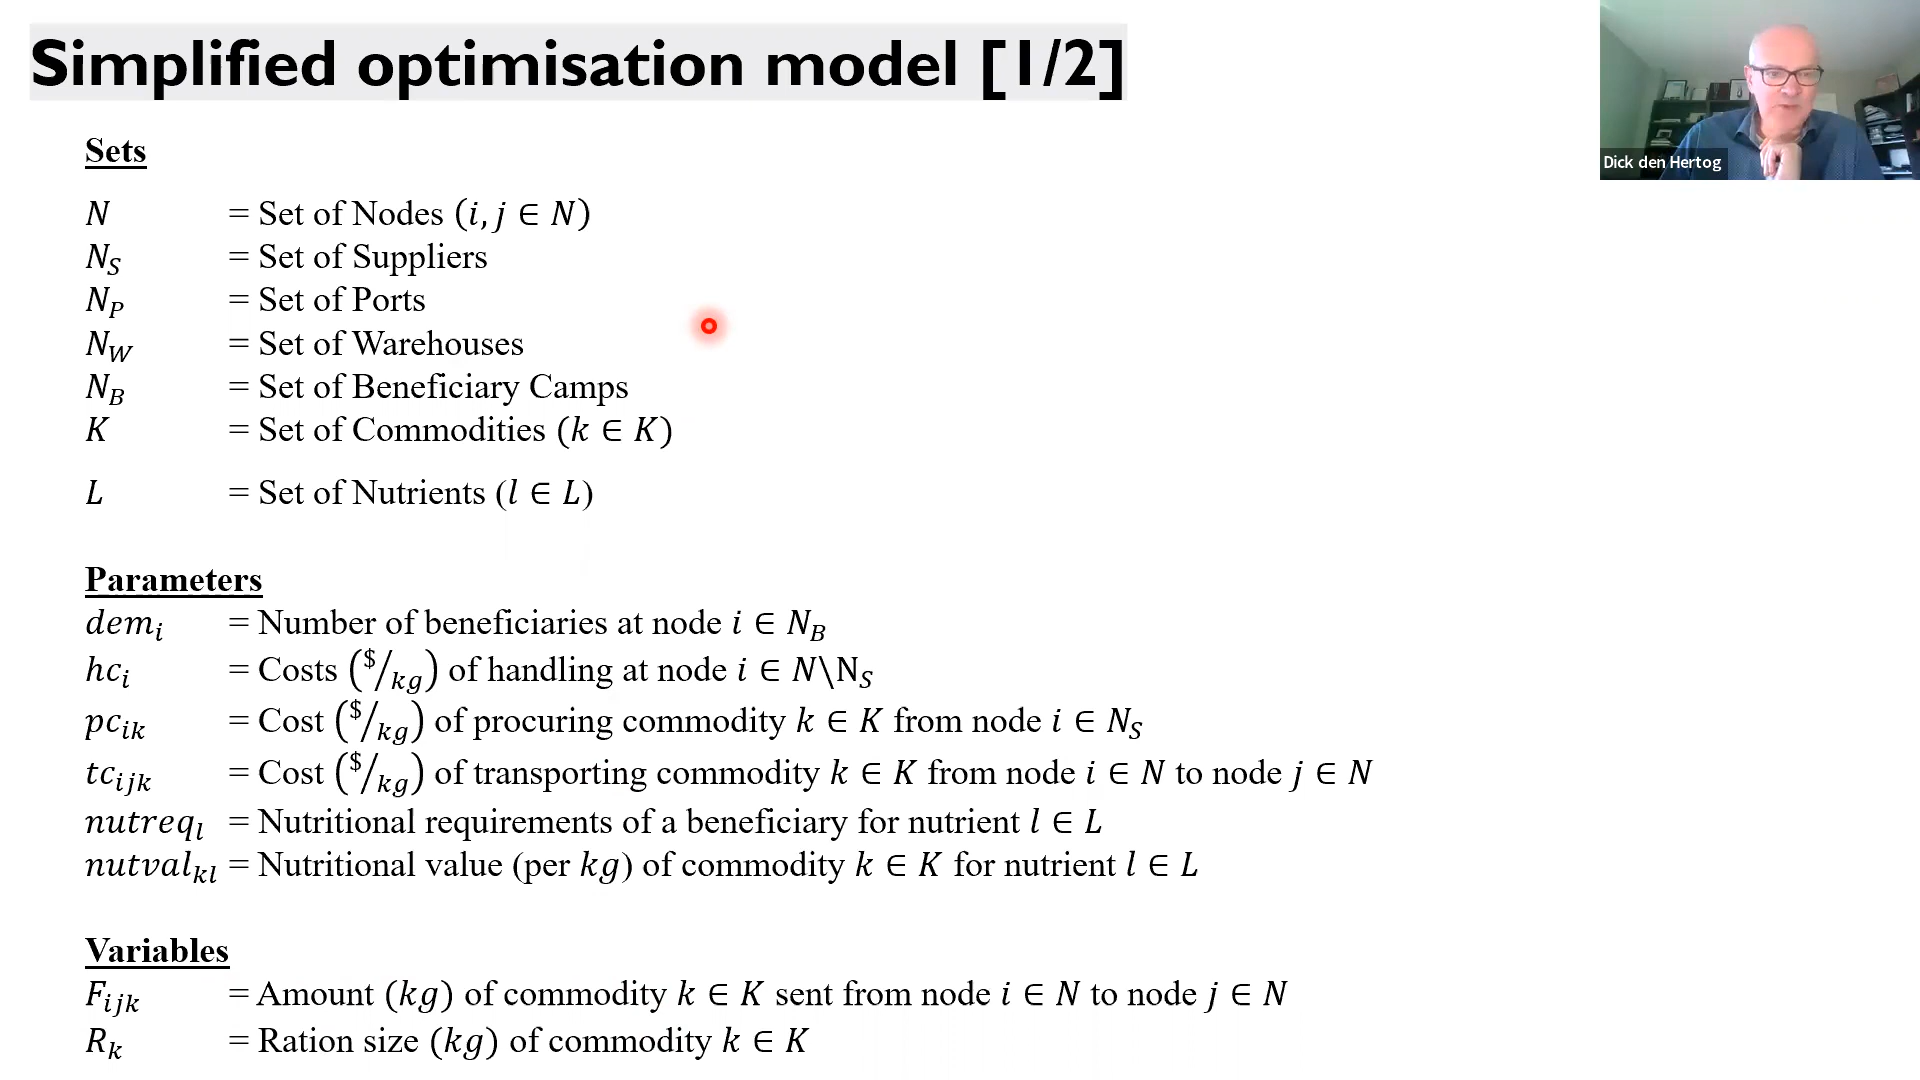 Simplified optimisation model [1/2]
Dick den Hertog
Sets
N = Set of Nodes (i, j ∈ N)
N_S = Set of Suppliers
N_P = Set of Ports
N_W = Set of Warehouses
N_B = Set of Beneficiary Camps
K = Set of Commodities (k ∈ K)
L = Set of Nutrients (l ∈ L)
Parameters
dem_i = Number of beneficiaries at node i ∈ N_B
hc_i = Costs ($/kg) of handling at node i ∈ N\N_S
pc_ik = Cost ($/kg) of procuring commodity k ∈ K from node i ∈ N_S
tc_ijk = Cost ($/kg) of transporting commodity k ∈ K from node i ∈ N to node j ∈ N
nutreq_l = Nutritional requirements of a beneficiary for nutrient l ∈ L
nutval_kl = Nutritional value (per kg) of commodity k ∈ K for nutrient l ∈ L
Variables
F_ijk = Amount (kg) of commodity k ∈ K sent from node i ∈ N to node j ∈ N
R_k = Ration size (kg) of commodity k ∈ K